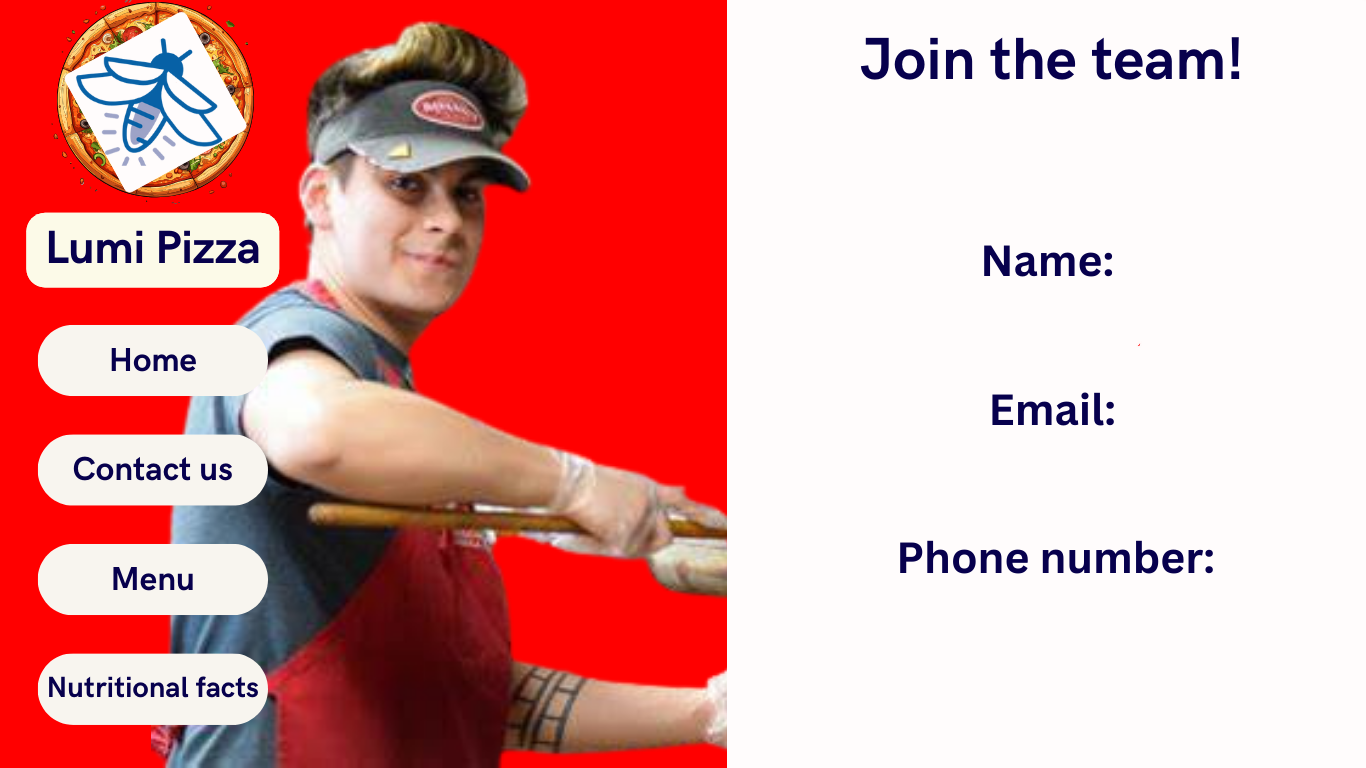 Lumi Pizza
Home
Contact us
Menu
Nutritional facts
Join the team!
Name:
Email:
Phone number: